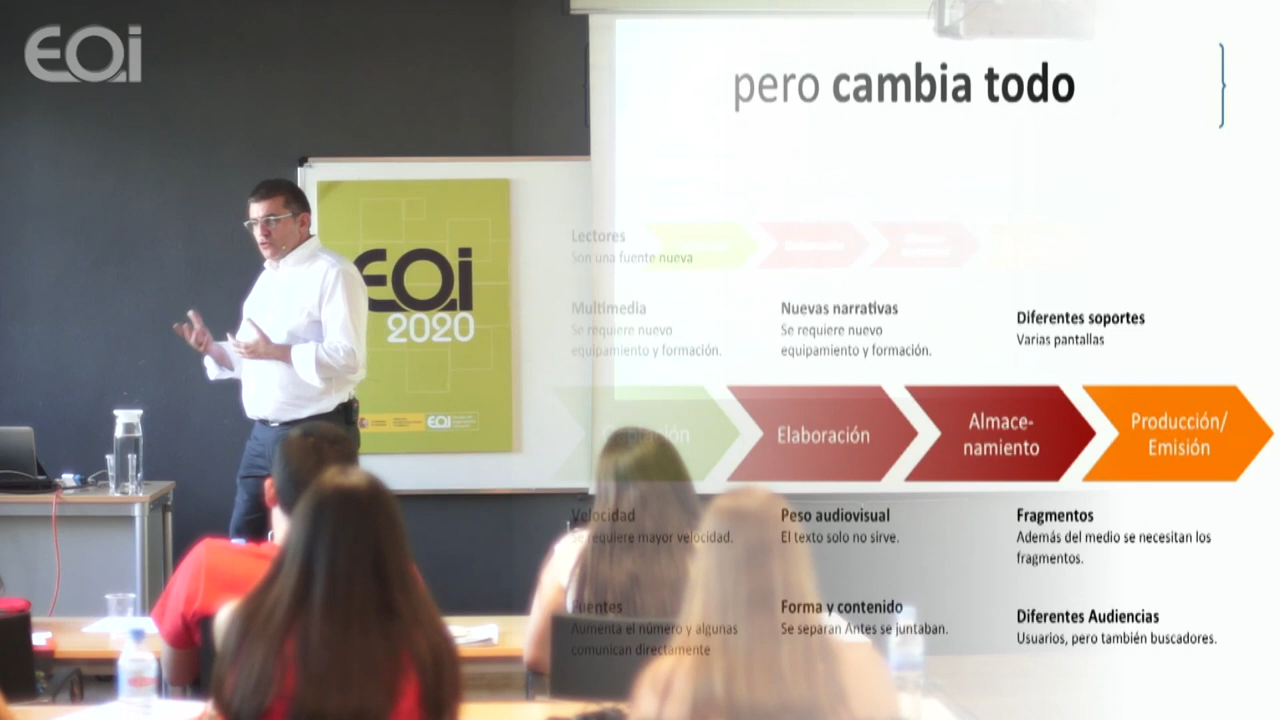 EOi
pero cambia todo
EOi
2020
EOI
Lectores
Son una fuente nueva
Multimedia
Se requiere nuevo
equipamiento y formación.
Nuevas narrativas
Se requiere nuevo
equipamiento y formación.
Diferentes soportes
Varias pantallas
Captación
Elaboración
Almace-
namiento
Producción/
Emisión
Velocidad
Se requiere mayor velocidad.
Peso audiovisual
El texto solo no sirve.
Fragmentos
Además del medio se necesitan los
fragmentos.
Fuentes
Aumenta el número y algunas
comunican directamente
Forma y contenido
Se separan Antes se juntaban.
Diferentes Audiencias
Usuarios, pero también buscadores.